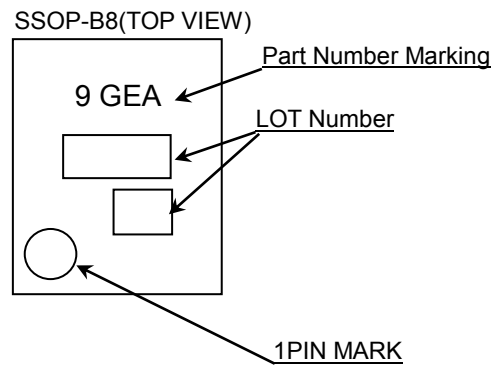 SSOP-B8(TOP VIEW)
Part Number Marking
9 GEA
LOT Number
1PIN MARK